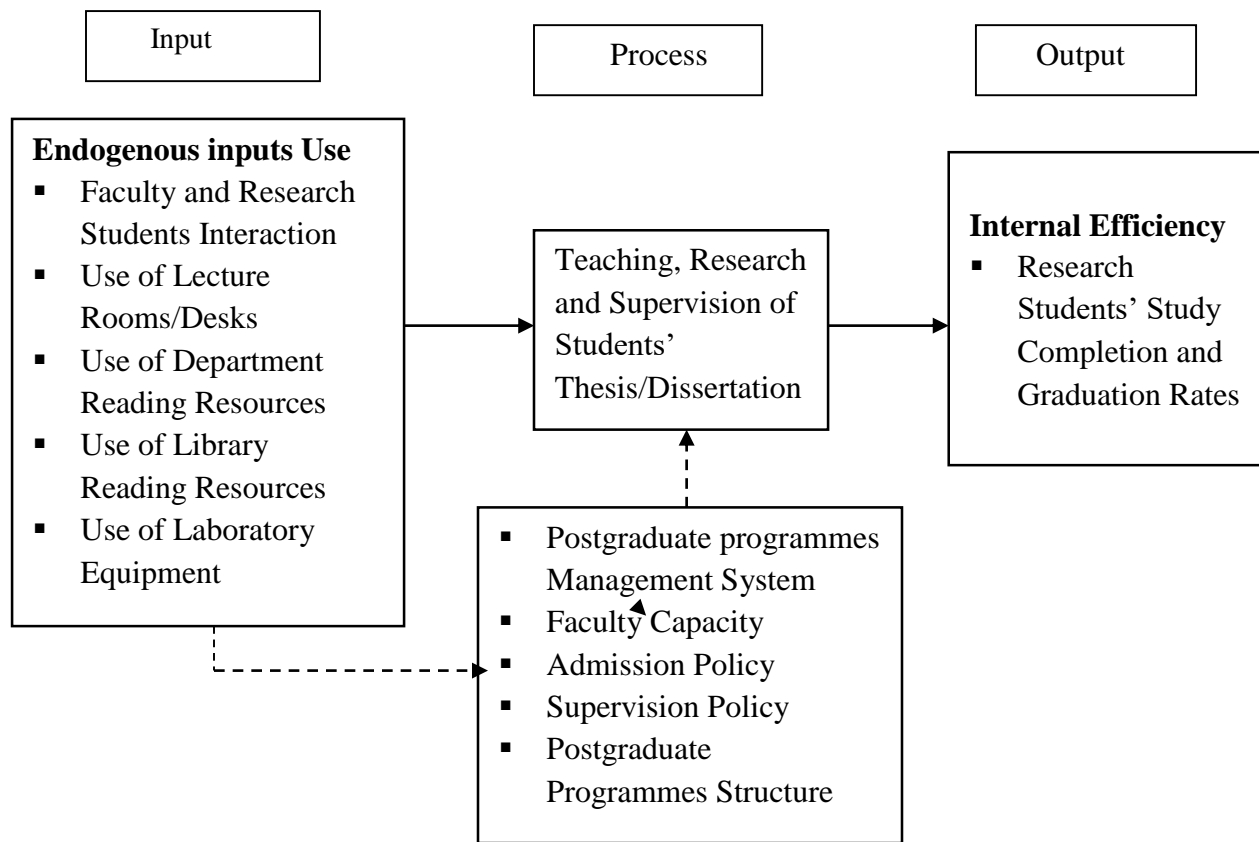 Input
Process
Output
Endogenous inputs Use
▪ Faculty and Research
Students Interaction
▪ Use of Lecture
Rooms/Desks
▪ Use of Department
Reading Resources
▪ Use of Library
Reading Resources
▪ Use of Laboratory
Equipment
Teaching, Research
and Supervision of
Students’
Thesis/Dissertation
▪ Postgraduate programmes
Management System
▪ Faculty Capacity
▪ Admission Policy
▪ Supervision Policy
▪ Postgraduate
Programmes Structure
Internal Efficiency
▪ Research
Students’ Study
Completion and
Graduation Rates